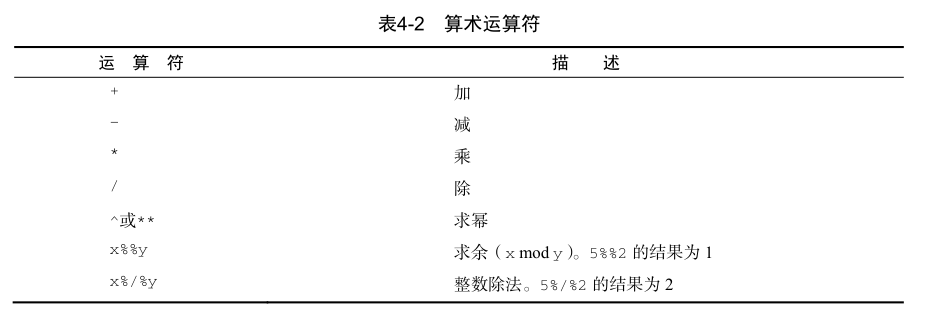 表4-2 算术运算符
运 算 符 描 述
+ 加
- 减
* 乘
/ 除
^或** 求幂
x%%y 求余（x mod y）。5%%2 的结果为 1
x%/%y 整数除法。5%/%2 的结果为 2